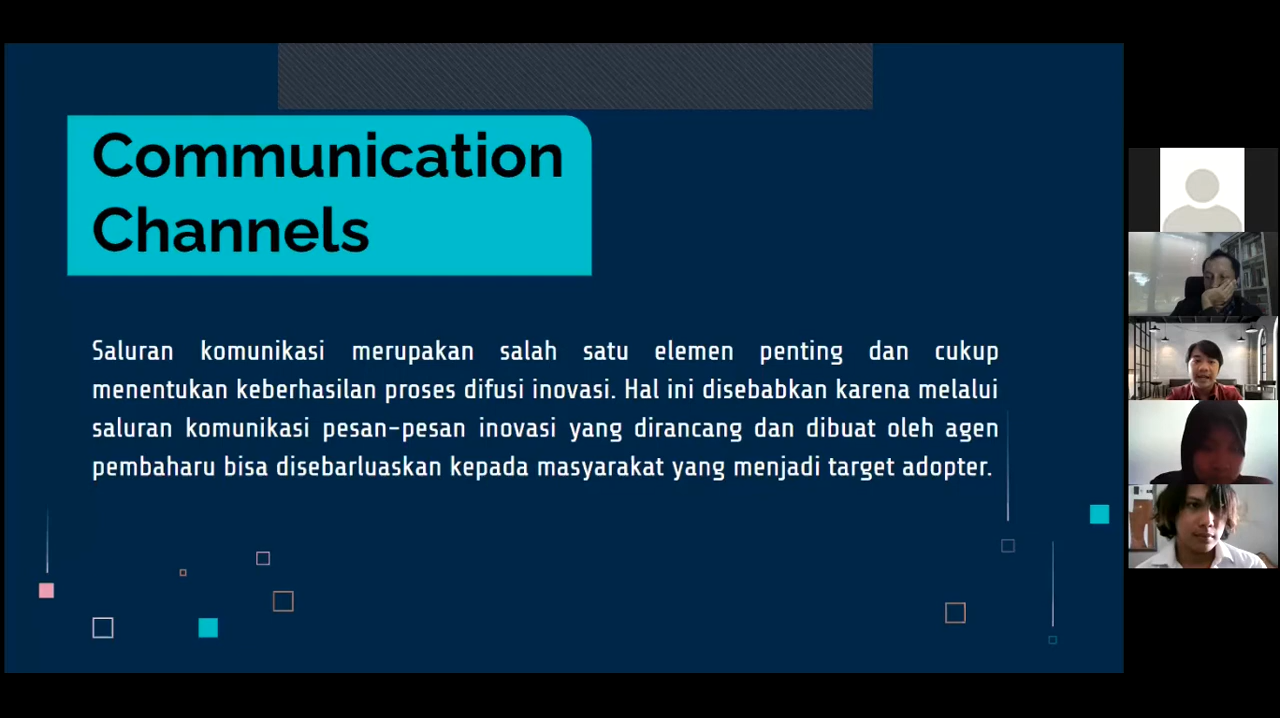 Communication
Channels
Saluran komunikasi merupakan salah satu elemen penting dan cukup
menentukan keberhasilan proses difusi inovasi. Hal ini disebabkan karena melalui
saluran komunikasi pesan-pesan inovasi yang dirancang dan dibuat oleh agen
pembaharu bisa disebarluaskan kepada masyarakat yang menjadi target adopter.